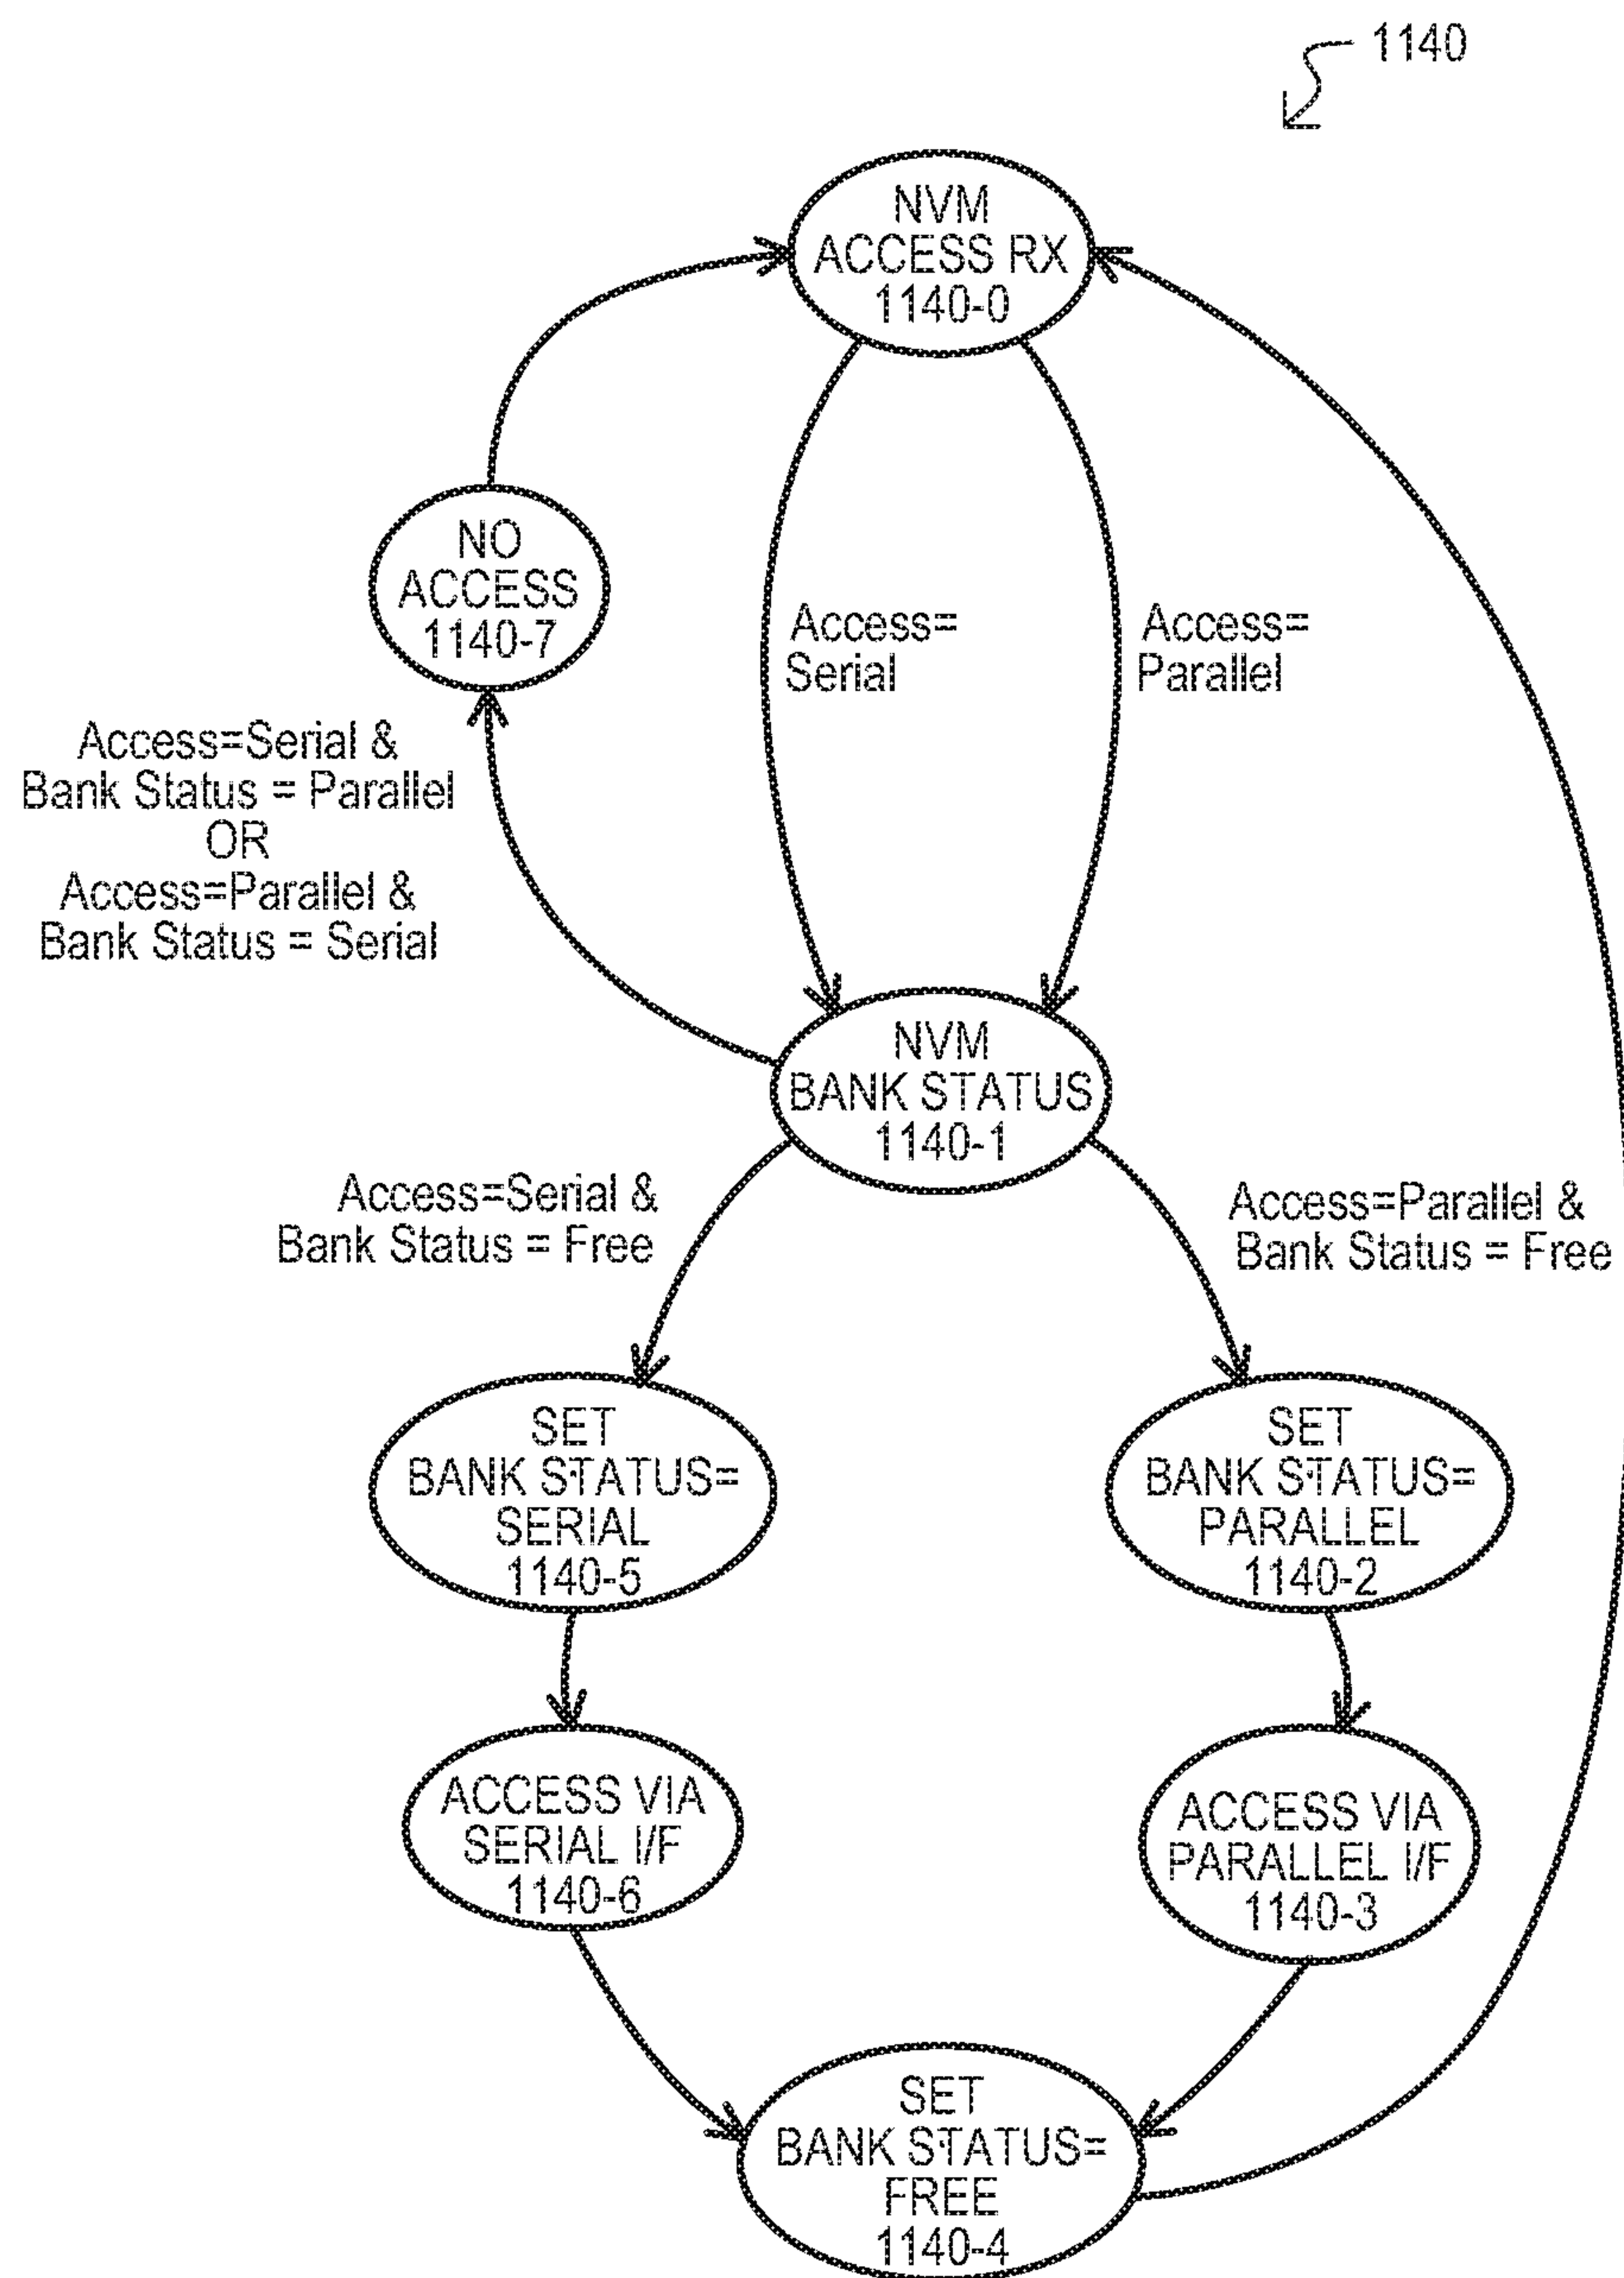 1140
NVM
ACCESS RX
1140-0
NO
ACCESS
1140-7
Access=
Serial
Access=
Parallel
Access=Serial &
Bank Status = Parallel
OR
Access=Parallel &
Bank Status = Serial
NVM
BANK STATUS
1140-1
Access=Serial &
Bank Status = Free
Access=Parallel &
Bank Status = Free
SET
BANK STATUS=
SERIAL
1140-5
SET
BANK STATUS=
PARALLEL
1140-2
ACCESS VIA
SERIAL I/F
1140-6
ACCESS VIA
PARALLEL I/F
1140-3
SET
BANK STATUS=
FREE
1140-4